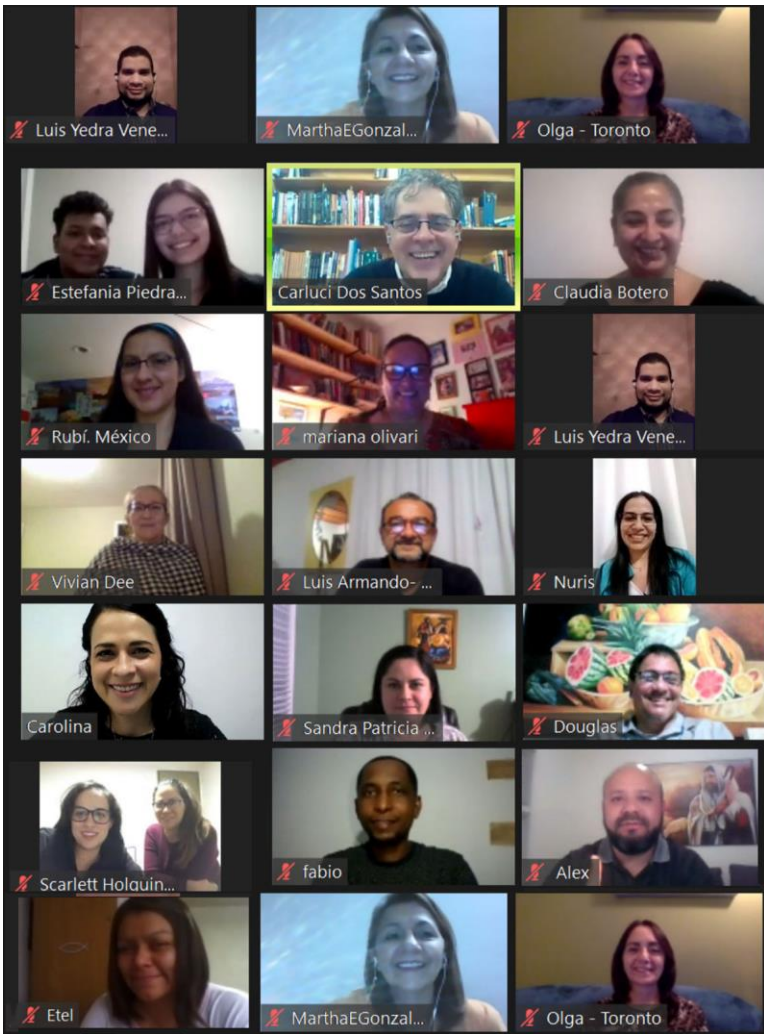 Luis Yedra Vene...
MarthaEGonzal...
Olga - Toronto
Estefania Piedra...
Carluci Dos Santos
Claudia Botero
Rubí. México
mariana olivari
Luis Yedra Vene...
Vivian Dee
Luis Armando- ...
Nuris
Carolina
Sandra Patricia ...
Douglas
Scarlett Holguin...
fabio
Alex
Etel
MarthaEGonzal...
Olga - Toronto